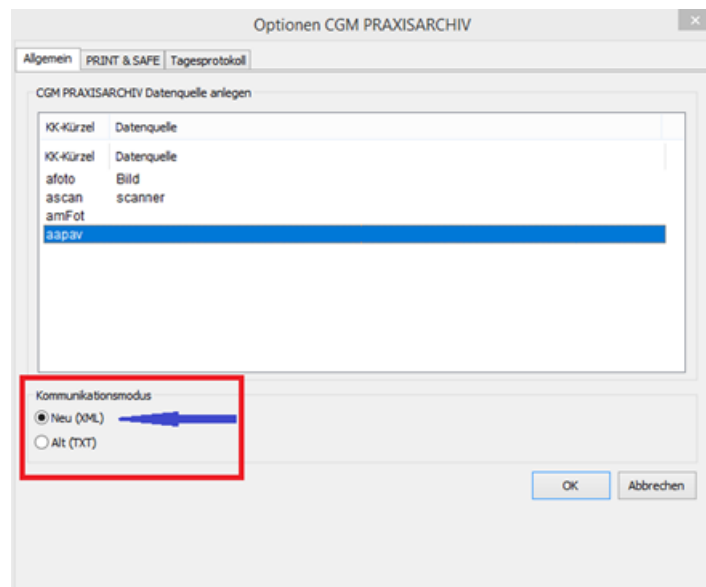 Optionen CGM PRAXISARCHIV
Allgemein PRINT & SAFE Tagesprotokoll
CGM PRAXISARCHIV Datenquelle anlegen
KK-Kürzel Datenquelle
KK-Kürzel Datenquelle
afoto Bild
ascan scanner
amFot
aapav
Kommunikationsmodus
Neu (XML)
Alt (TXT)
OK Abbrechen